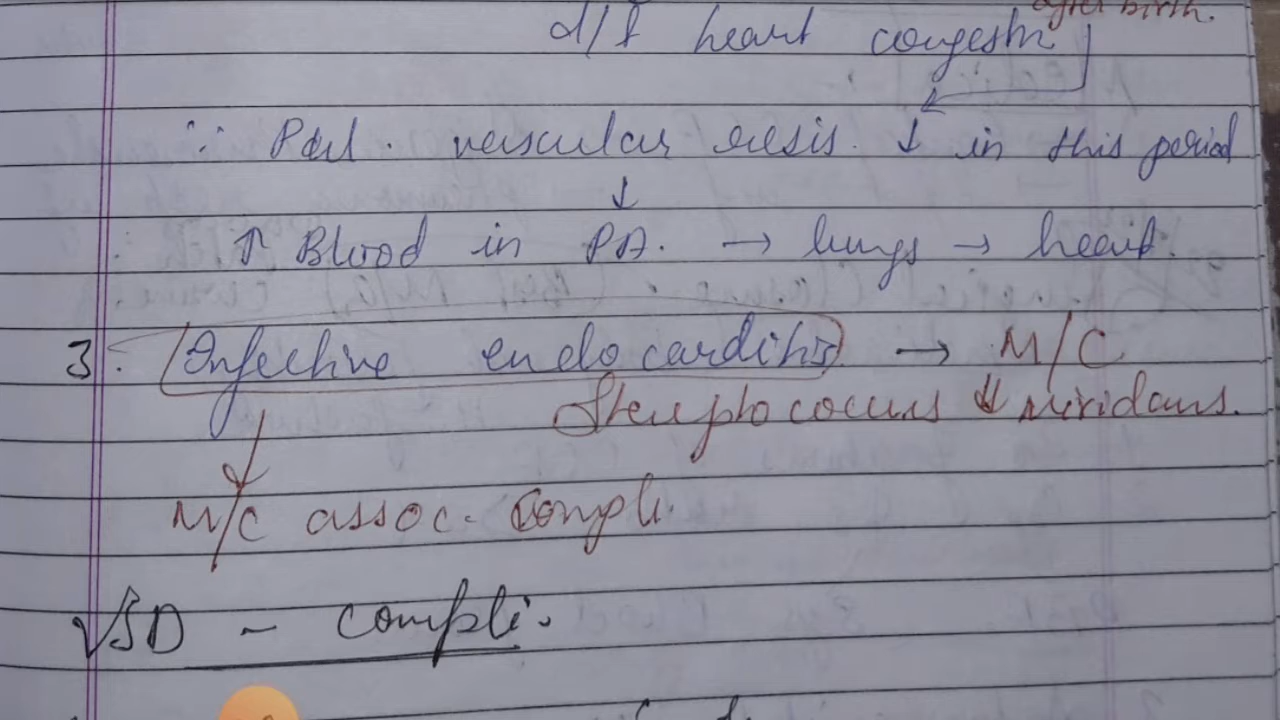 after birth.
d/t heart congestn
∵ Pul. vascular resis. ↓ in this period
↓
↑ Blood in PA. → lungs → heart.
3. Infective endocarditis → M/C
Streptococcus viridans.
↓
M/C assoc. compli.
VSD - compli.